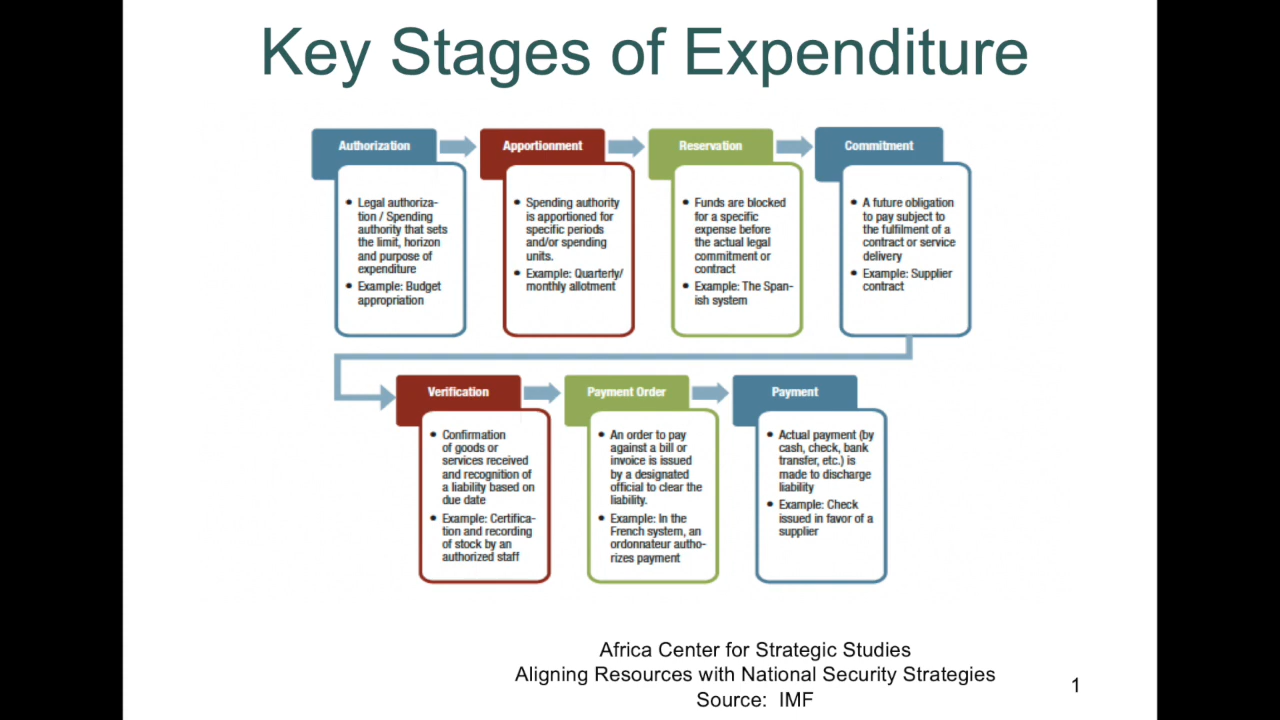 Key Stages of Expenditure
Authorization
• Legal authoriza-
tion / Spending
authority that sets
the limit, horizon
and purpose of
expenditure
• Example: Budget
appropriation
Apportionment
• Spending authority
is apportioned for
specific periods
and/or spending
units.
• Example: Quarterly/
monthly allotment
Reservation
• Funds are blocked
for a specific
expense before
the actual legal
commitment or
contract
• Example: The Span-
ish system
Commitment
• A future obligation
to pay subject to
the fulfilment of a
contract or service
delivery
• Example: Supplier
contract
Verification
• Confirmation
of goods or
services received
and recognition of
a liability based on
due date
• Example: Certifica-
tion and recording
of stock by an
authorized staff
Payment Order
• An order to pay
against a bill or
invoice is issued
by a designated
official to clear the
liability.
• Example: In the
French system, an
ordonnateur autho-
rizes payment
Payment
• Actual payment (by
cash, check, bank
transfer, etc.) is
made to discharge
liability
• Example: Check
issued in favor of a
supplier
Africa Center for Strategic Studies
Aligning Resources with National Security Strategies
Source: IMF
1